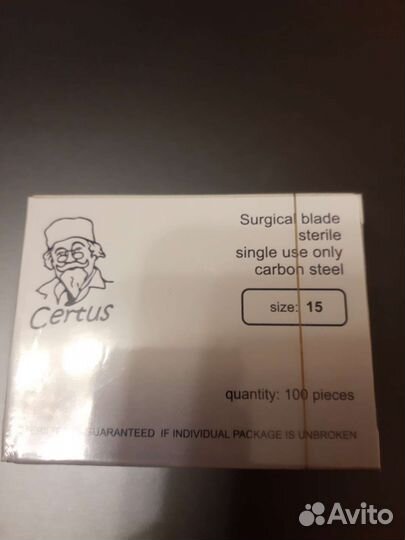 Surgical blade
sterile
single use only
carbon steel
Certus
size: 15
quantity: 100 pieces
GUARANTEED IF INDIVIDUAL PACKAGE IS UNBROKEN
Avito